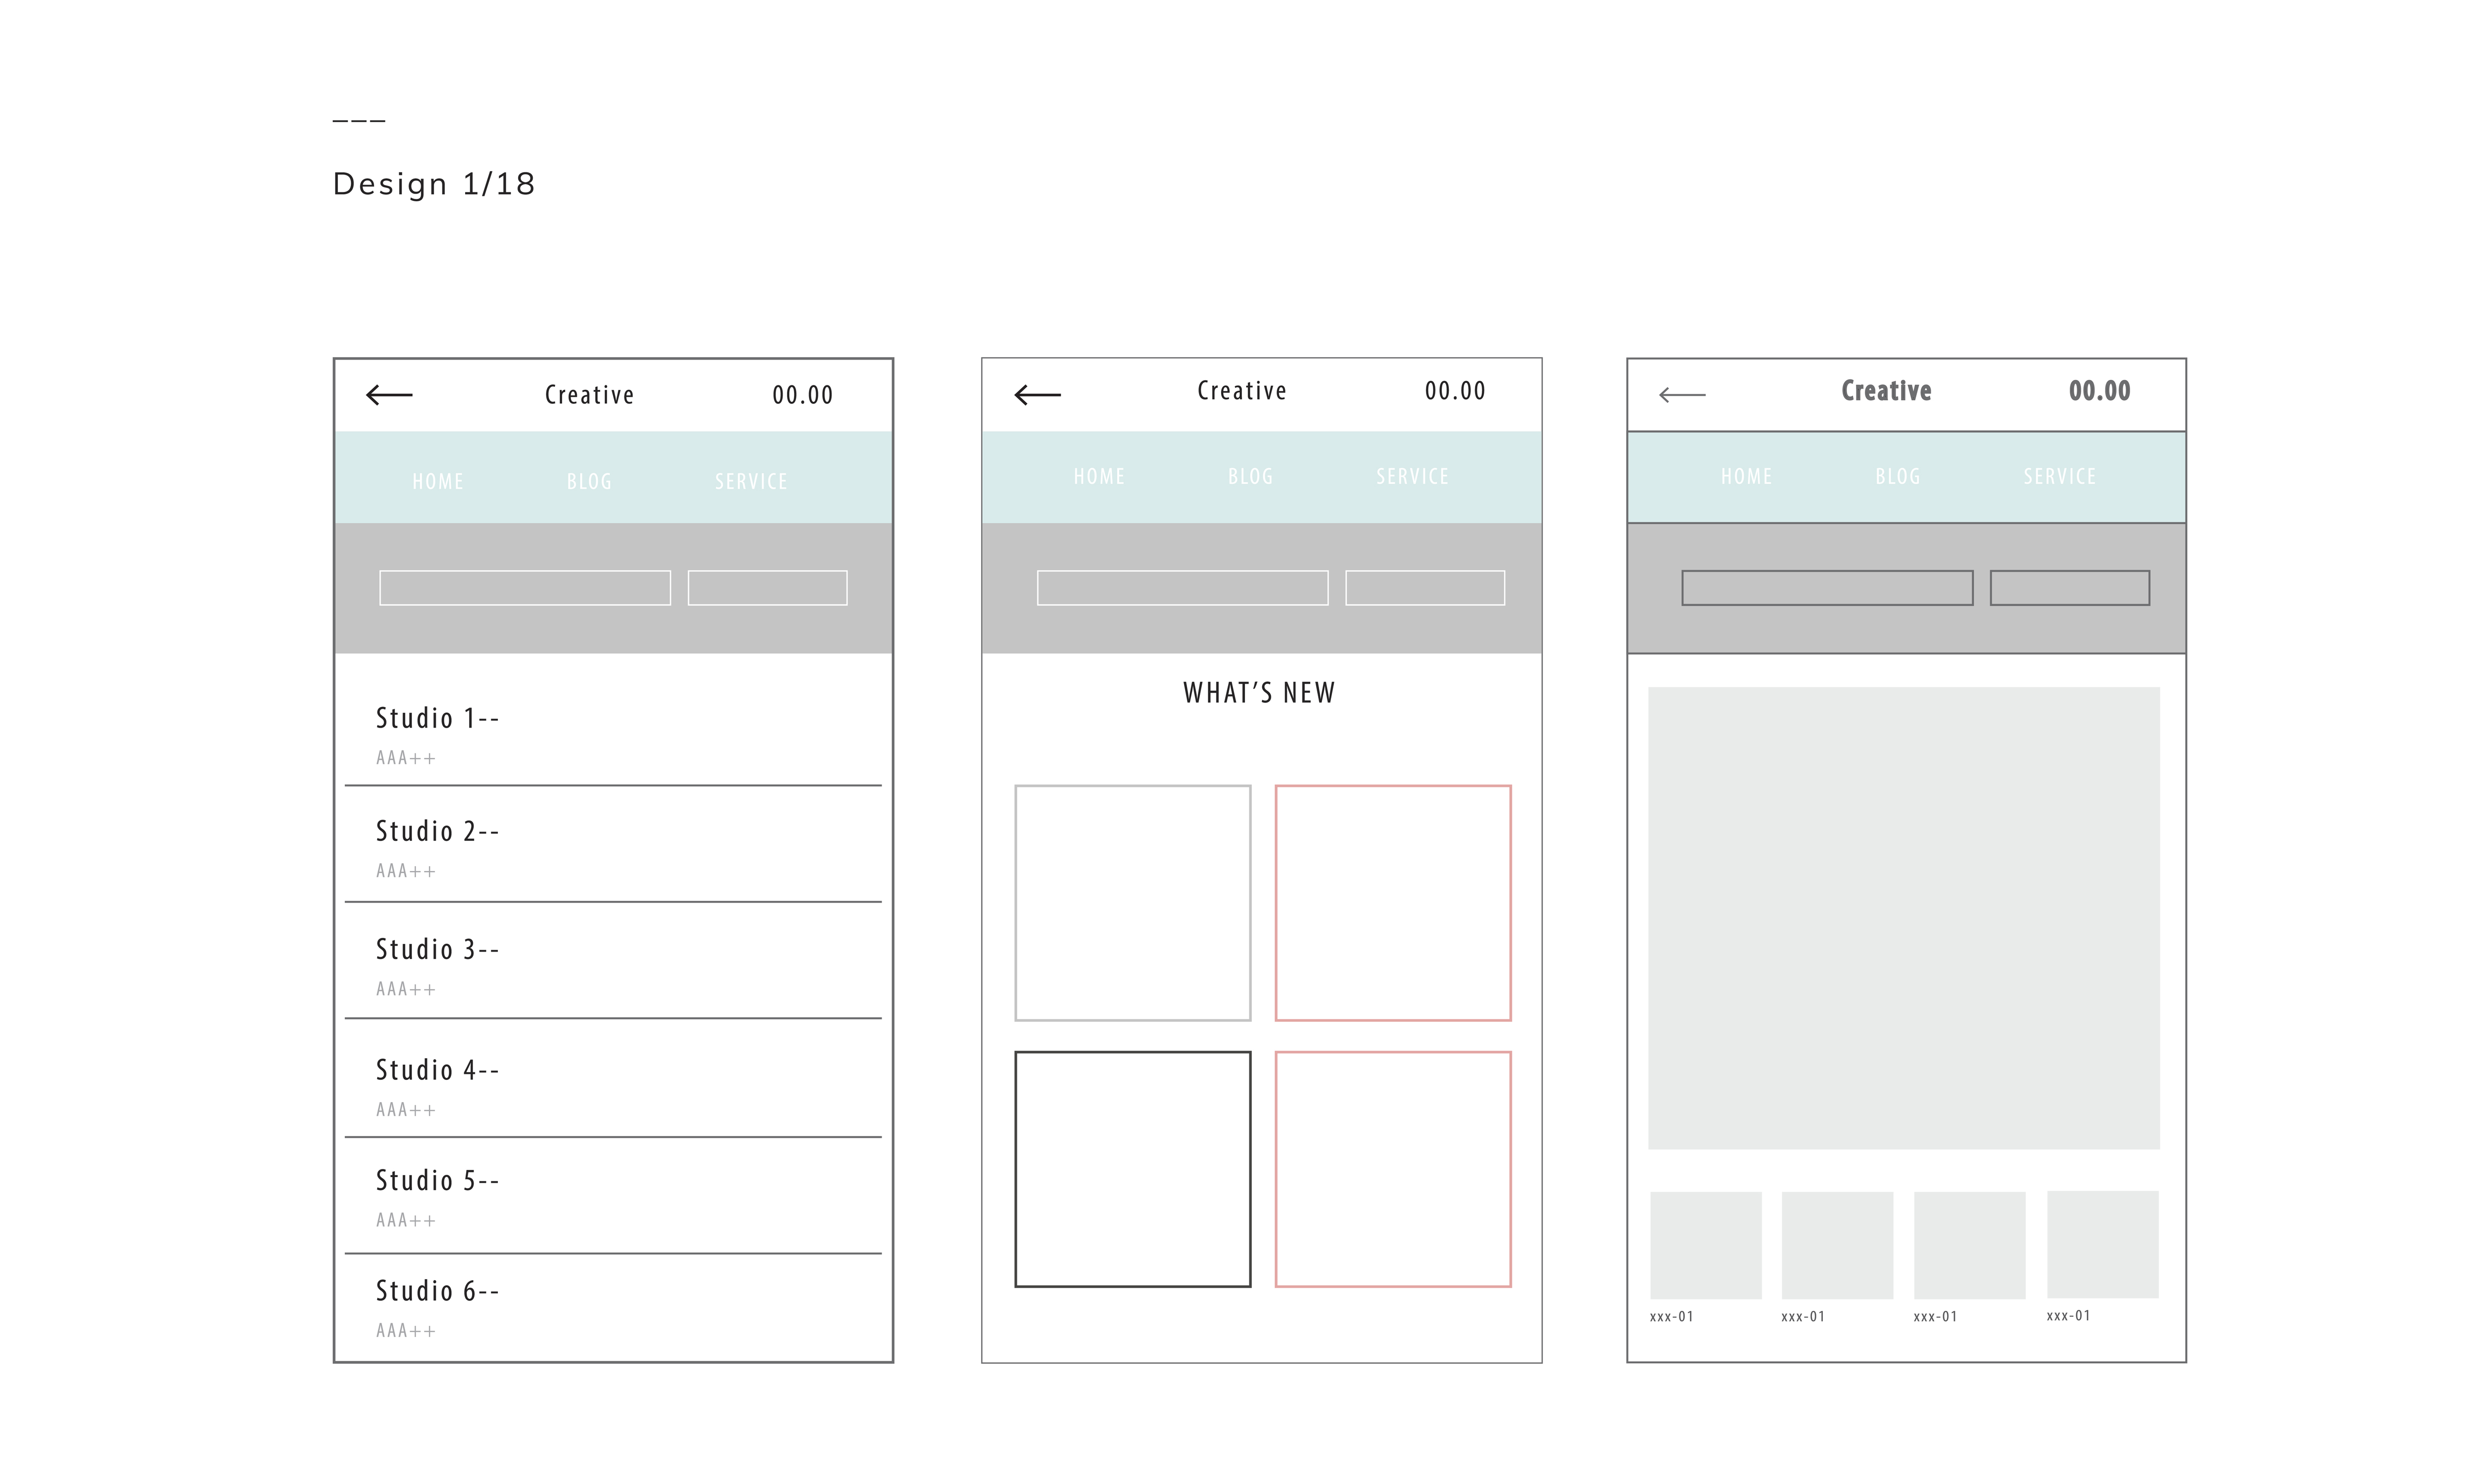 ---
Design 1/18
Creative 00.00
HOME BLOG SERVICE
Studio 1--
AAA++
Studio 2--
AAA++
Studio 3--
AAA++
Studio 4--
AAA++
Studio 5--
AAA++
Studio 6--
AAA++
Creative 00.00
HOME BLOG SERVICE
WHAT’S NEW
Creative 00.00
HOME BLOG SERVICE
xxx-01 xxx-01 xxx-01 xxx-01